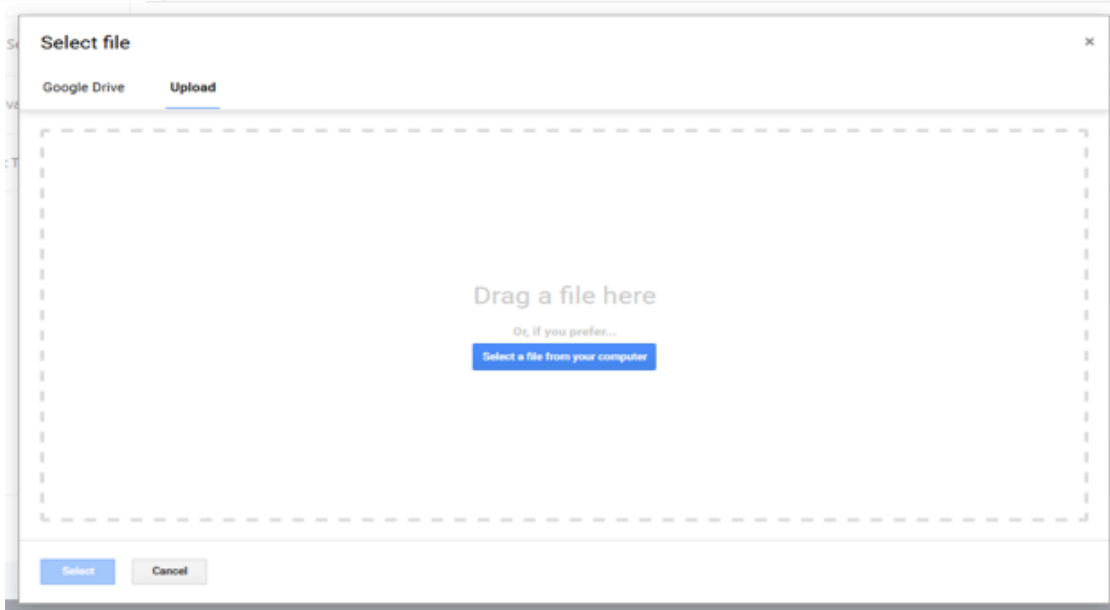 Select file
×
Google Drive
Upload
Drag a file here
Or, if you prefer...
Select a file from your computer
Select
Cancel